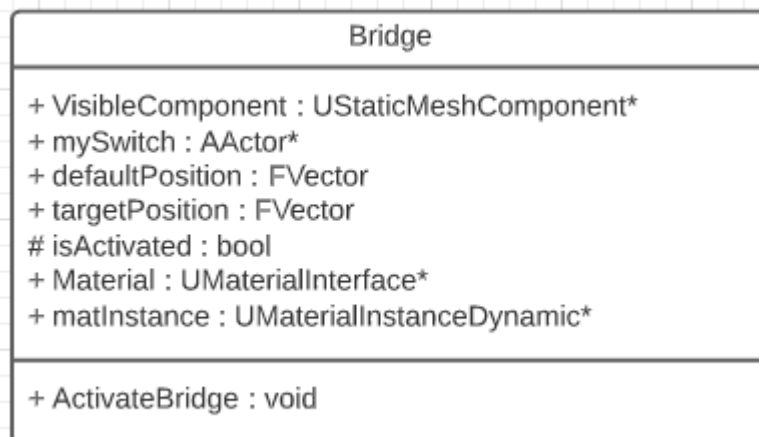 Bridge
+ VisibleComponent : UStaticMeshComponent*
+ mySwitch : AActor*
+ defaultPosition : FVector
+ targetPosition : FVector
# isActivated : bool
+ Material : UMaterialInterface*
+ matInstance : UMaterialInstanceDynamic*
+ ActivateBridge : void